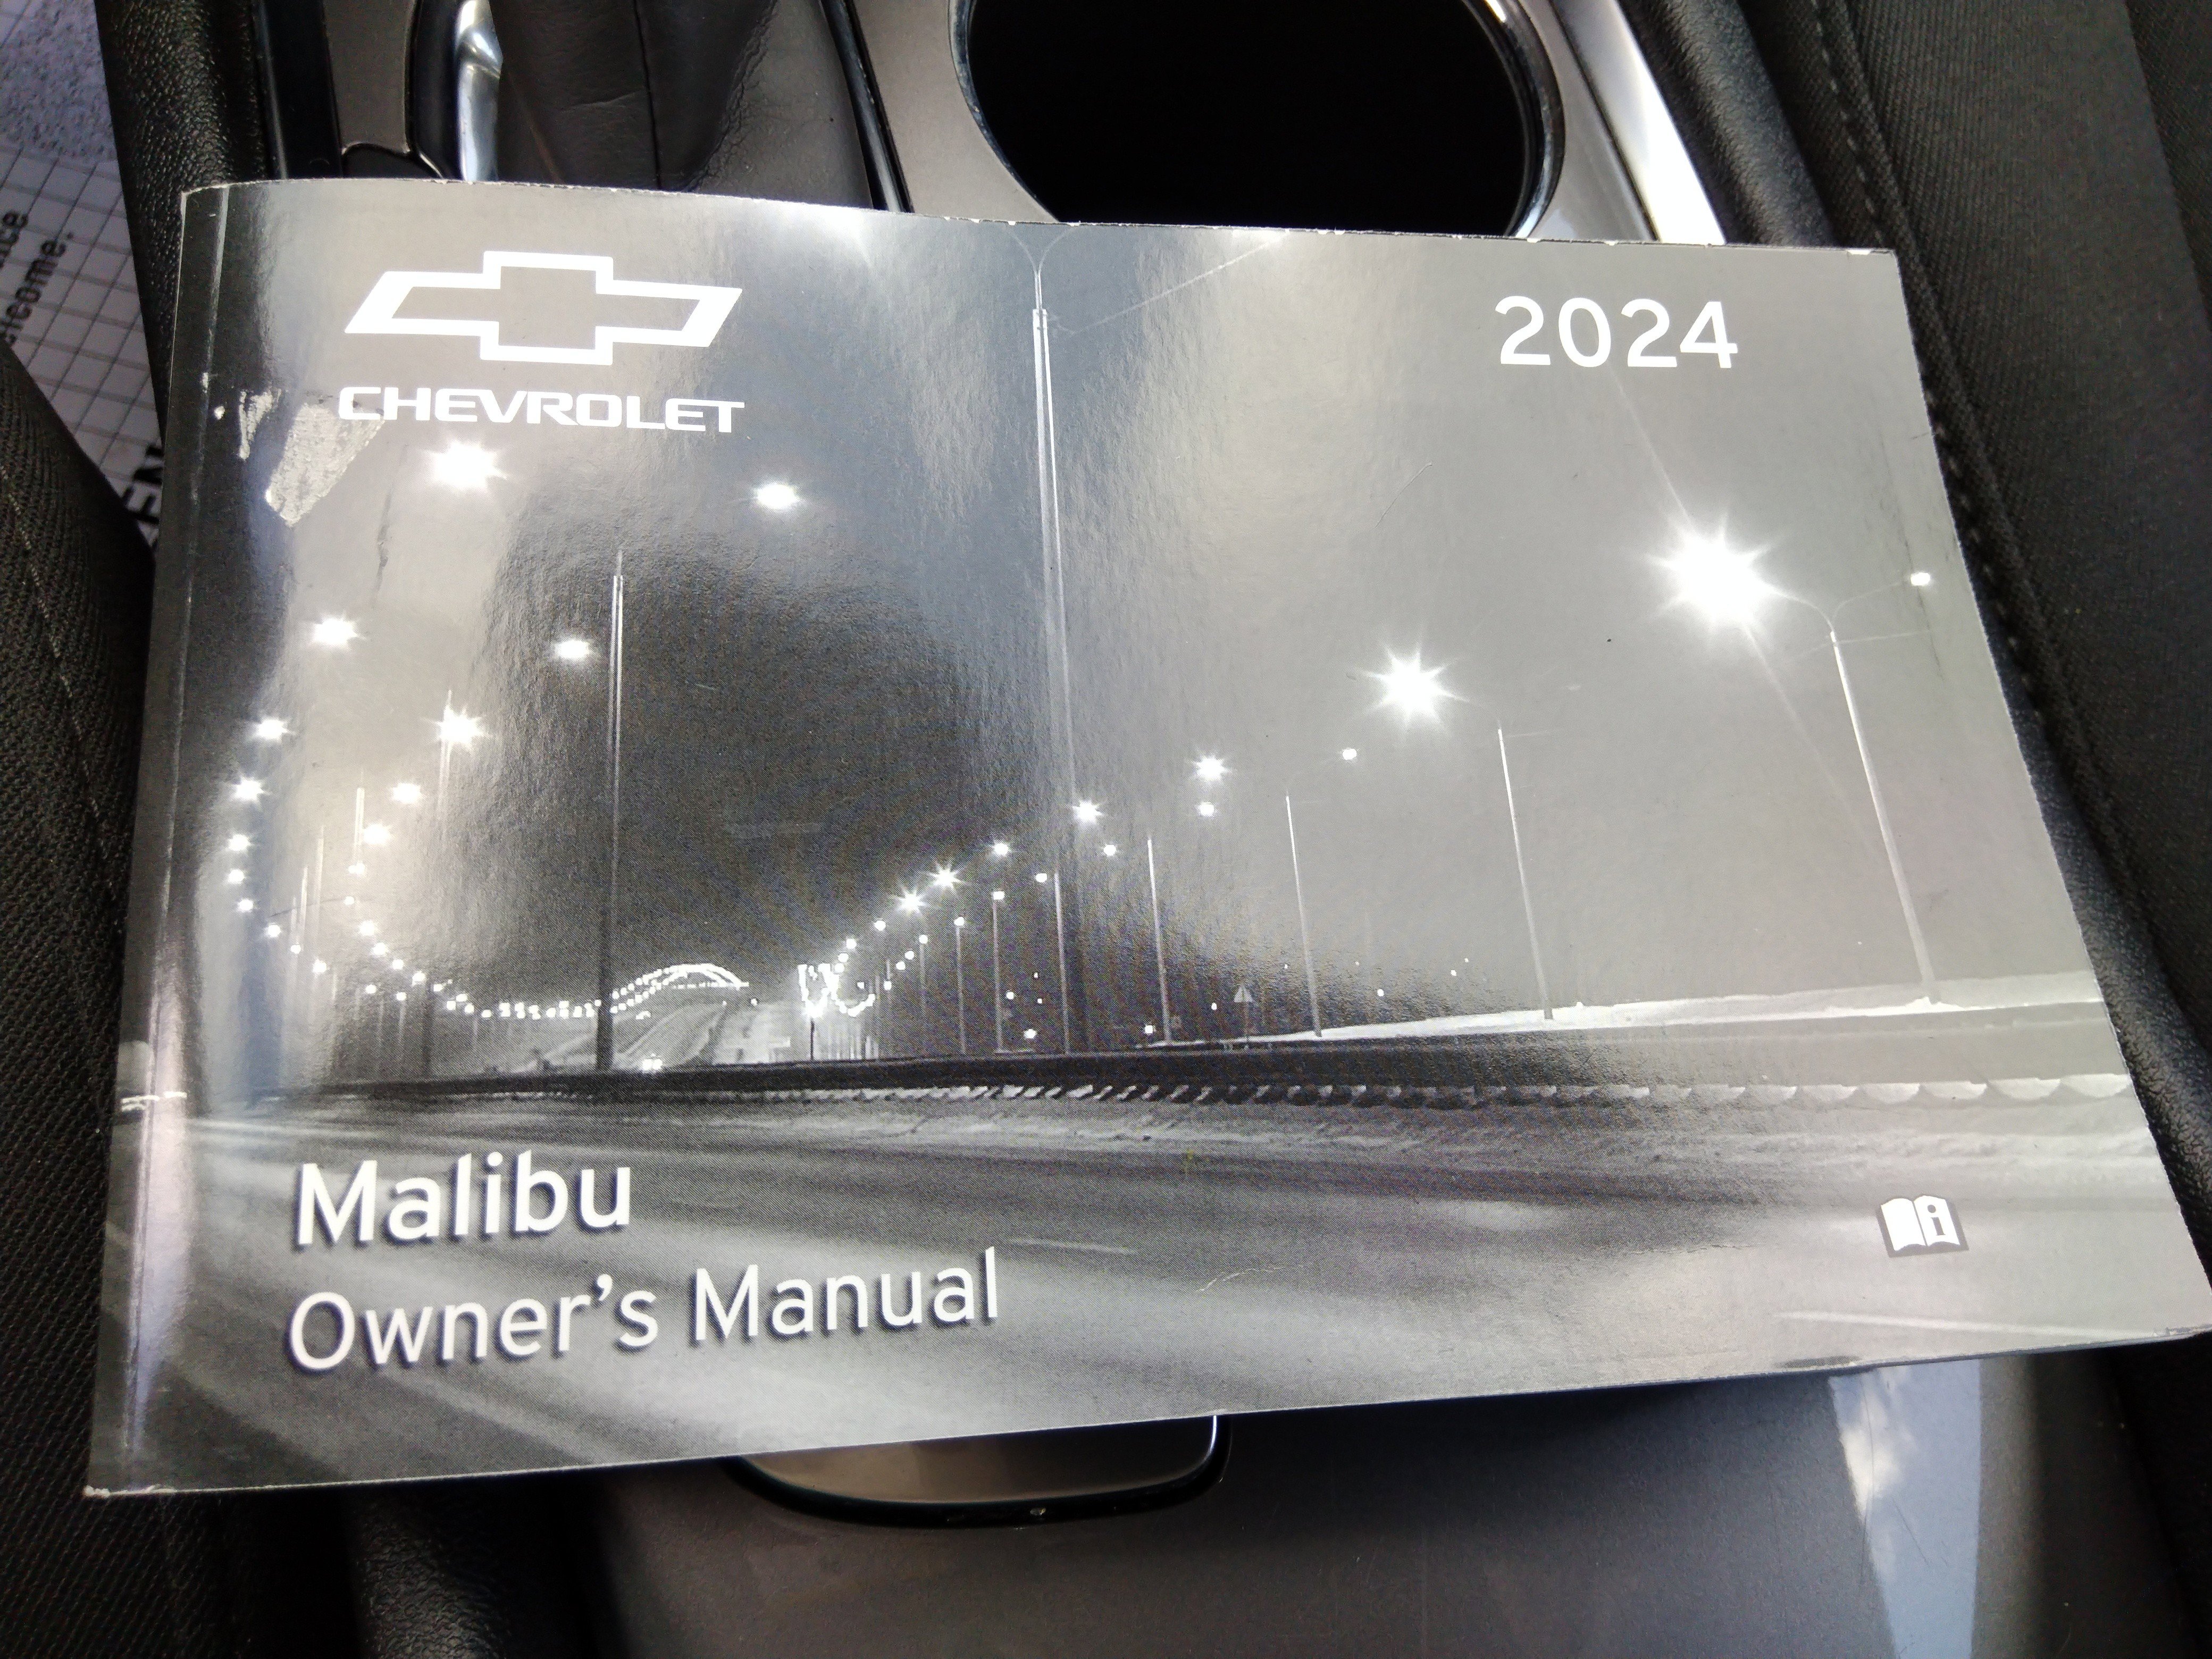 CHEVROLET
2024
Malibu
Owner's Manual